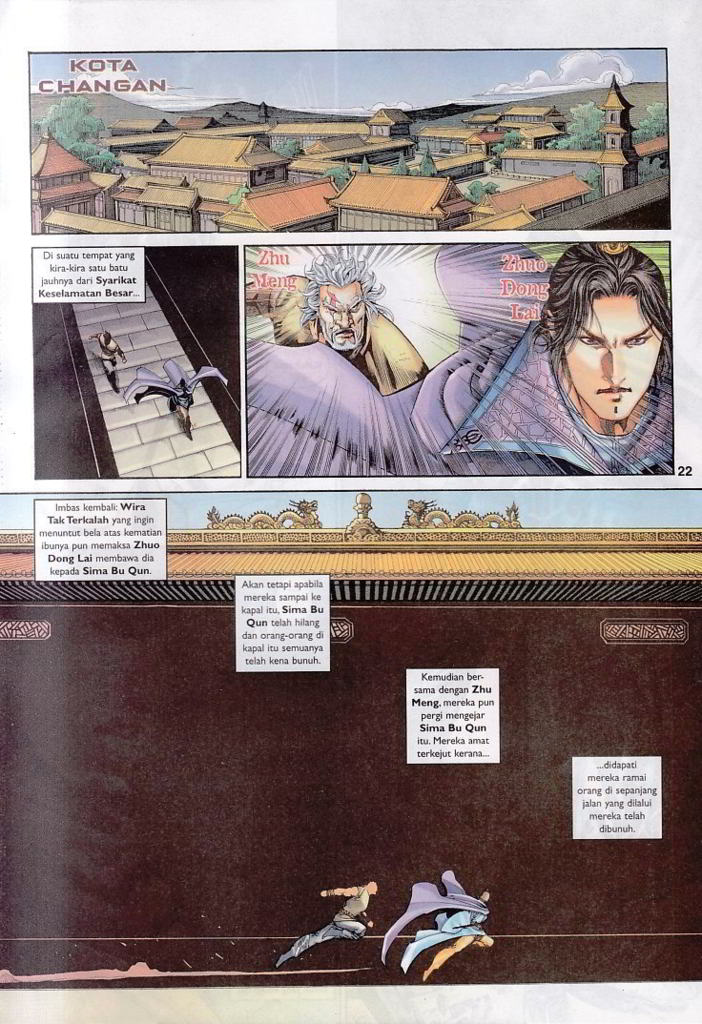 KOTA
CHANGAN
Di suatu tempat yang
kira-kira satu batu
jauhnya dari Syarikat
Keselamatan Besar...
Zhu
Meng
Zhuo
Dong
Lai
22
Imbas kembali: Wira
Tak Terkalah yang ingin
menuntut bela atas kematian
ibunya pun memaksa Zhuo
Dong Lai membawa dia
kepada Sima Bu Qun.
Akan tetapi apabila
mereka sampai ke
kapal itu, Sima Bu
Qun telah hilang
dan orang-orang di
kapal itu semuanya
telah kena bunuh.
Kemudian ber-
sama dengan Zhu
Meng, mereka pun
pergi mengejar
Sima Bu Qun
itu. Mereka amat
terkejut kerana...
...didapati
mereka ramai
orang di sepanjang
jalan yang dilalui
mereka telah
dibunuh.